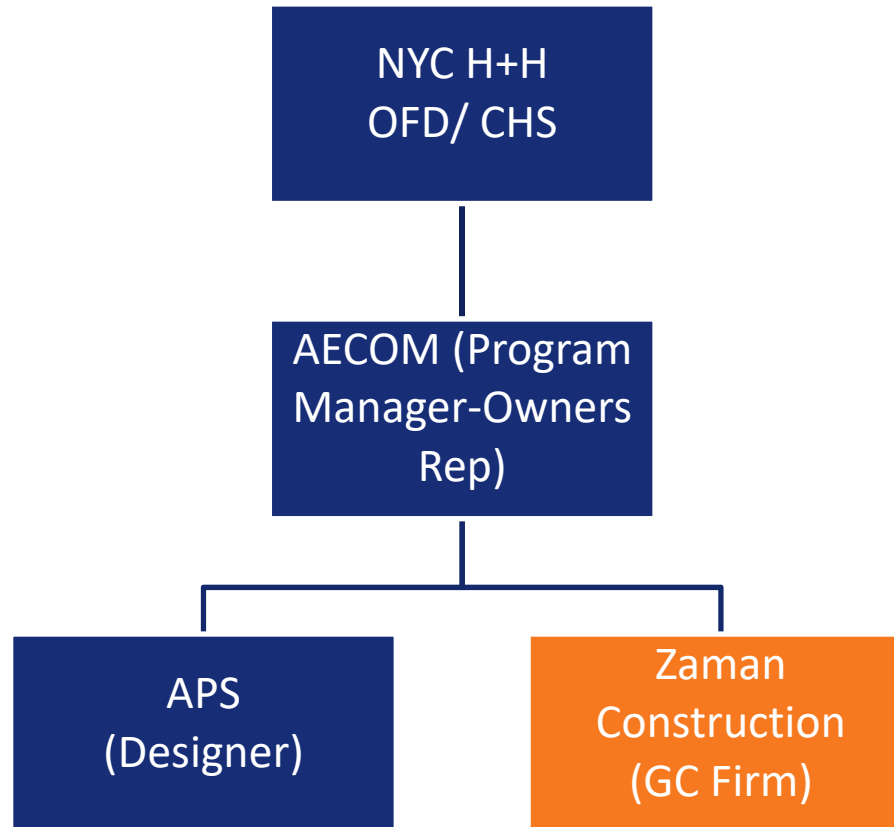 NYC H+H
OFD/ CHS
AECOM (Program
Manager-Owners
Rep)
APS
(Designer)
Zaman
Construction
(GC Firm)